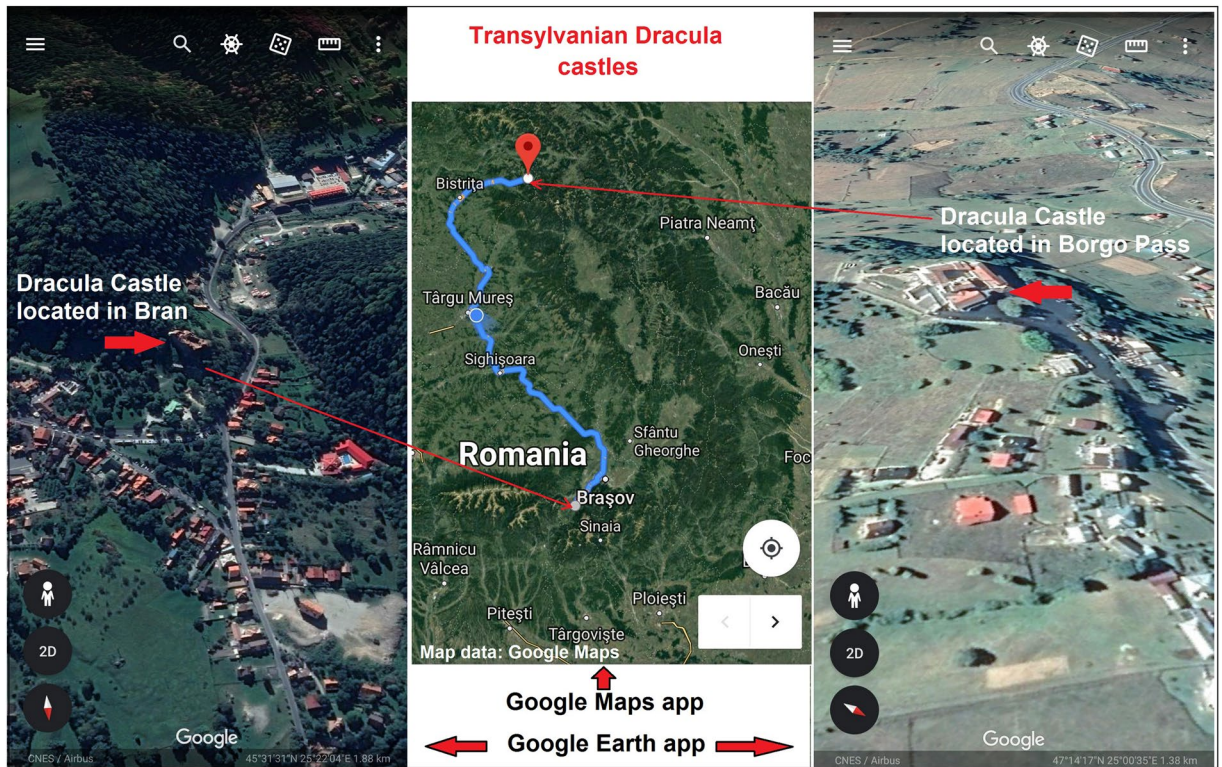 Transylvanian Dracula
castles
Dracula Castle
located in Bran
2D
Google
CNES / Airbus
45°31'31"N 25°22'04"E 1.88 km
Bistriţa
Piatra Neamţ
Târgu Mureş
Bacău
Sighişoara
Oneşti
Romania
Sfântu
Gheorghe
Foc
Braşov
Sinaia
Râmnicu
Vâlcea
Piteşti
Ploieşti
Târgovişte
Map data: Google Maps
Google Maps app
Google Earth app
Dracula Castle
located in Borgo Pass
2D
Google
CNES / Airbus
47°14'17"N 25°00'35"E 1.38 km